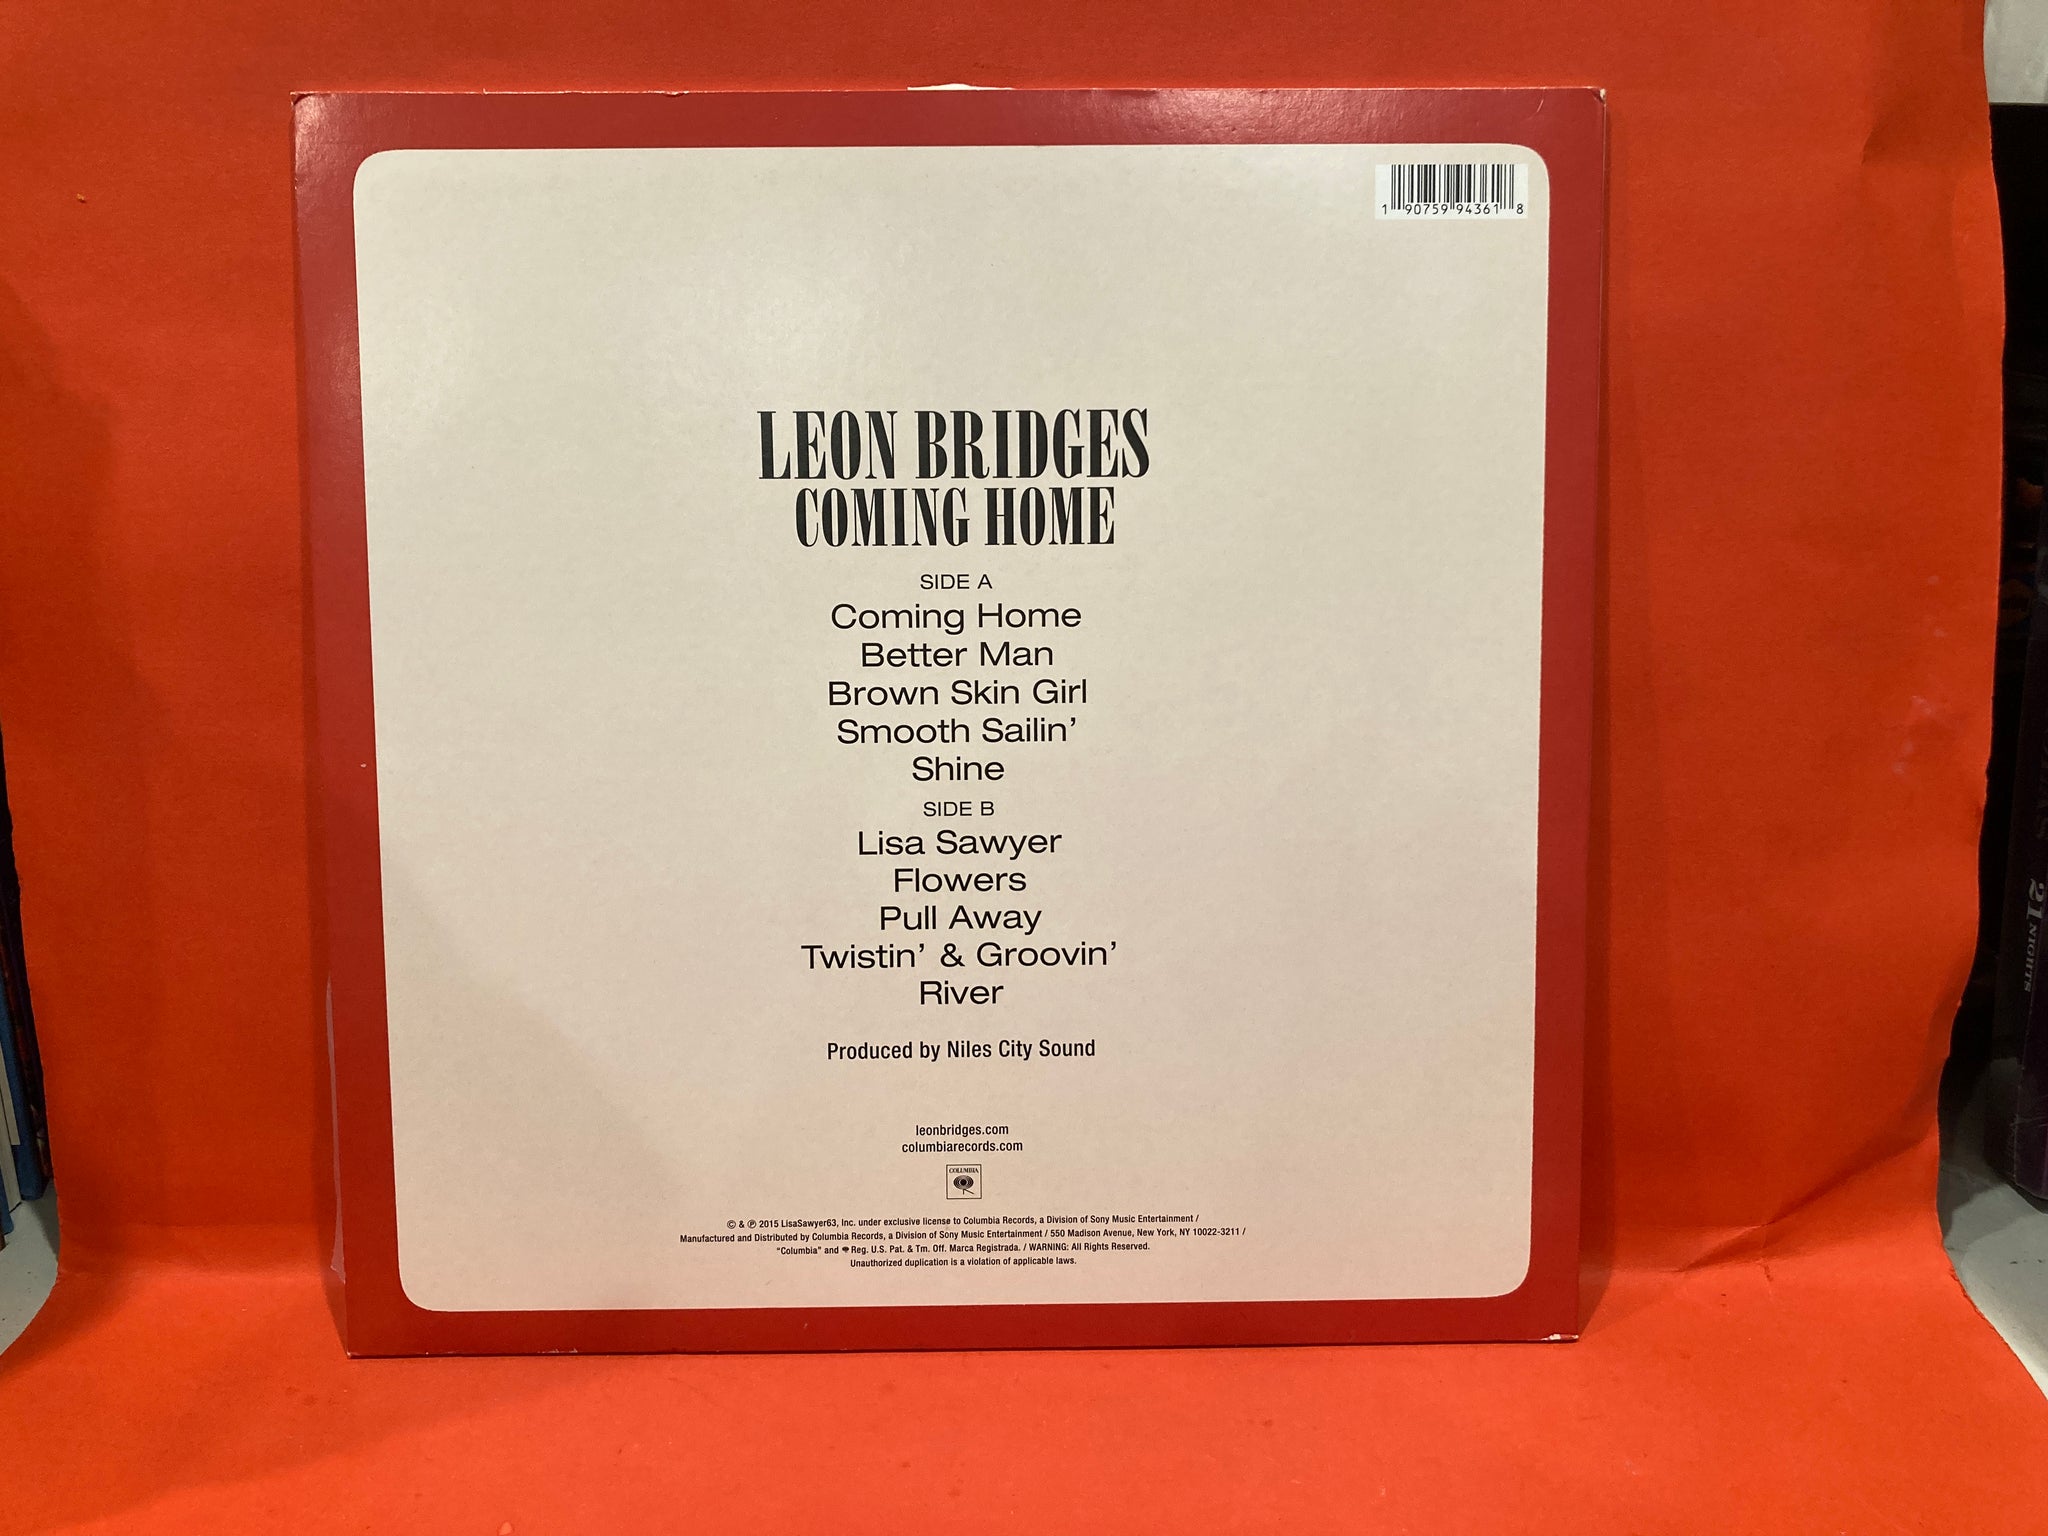 1 90759 94361 8
LEON BRIDGES
COMING HOME
SIDE A
Coming Home
Better Man
Brown Skin Girl
Smooth Sailin’
Shine
SIDE B
Lisa Sawyer
Flowers
Pull Away
Twistin’ & Groovin’
River
Produced by Niles City Sound
leonbridges.com
columbiarecords.com
COLUMBIA
© & ℗ 2015 LisaSawyer63, Inc. under exclusive license to Columbia Records, a Division of Sony Music Entertainment /
Manufactured and Distributed by Columbia Records, a Division of Sony Music Entertainment / 550 Madison Avenue, New York, NY 10022-3211 /
“Columbia” and Reg. U.S. Pat. & Tm. Off. Marca Registrada. / WARNING: All Rights Reserved.
Unauthorized duplication is a violation of applicable laws.
21 NIGHTS